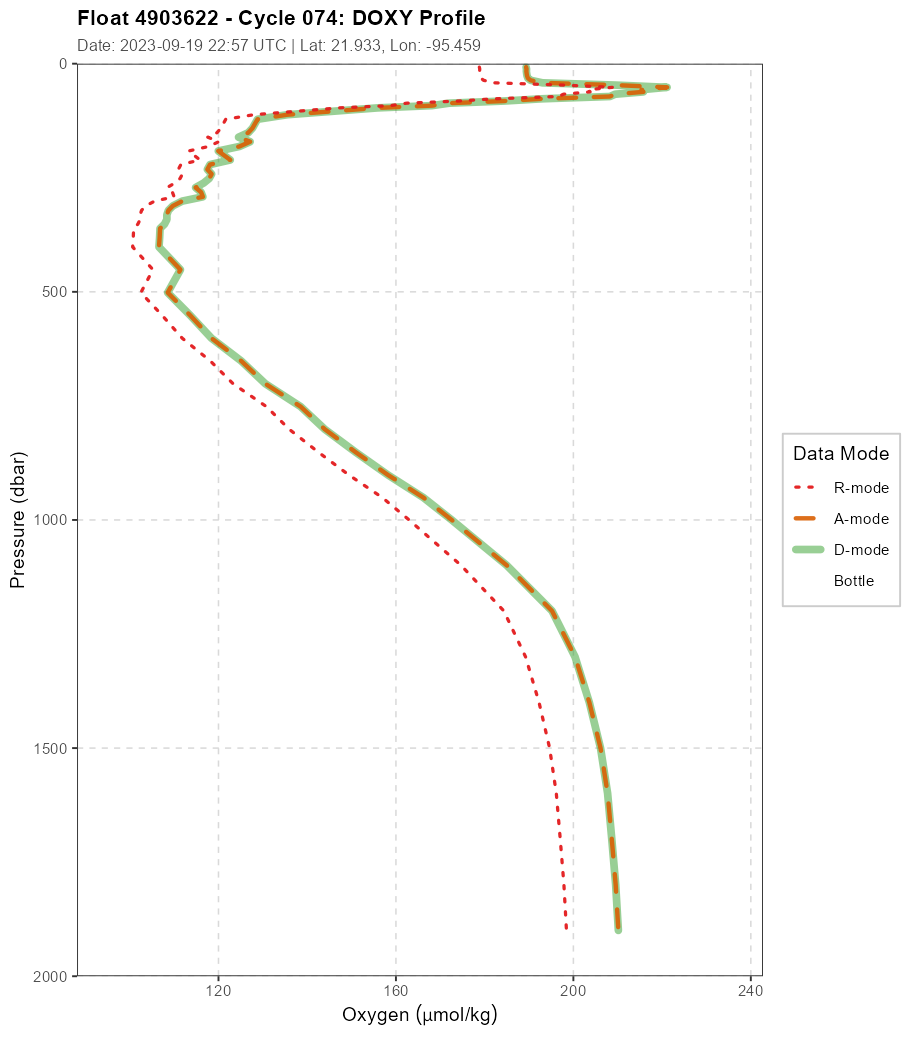 Float 4903622 - Cycle 074: DOXY Profile
Date: 2023-09-19 22:57 UTC | Lat: 21.933, Lon: -95.459
0
500
1000
1500
2000
Pressure (dbar)
120
160
200
240
Oxygen (μmol/kg)
Data Mode
R-mode
A-mode
D-mode
Bottle